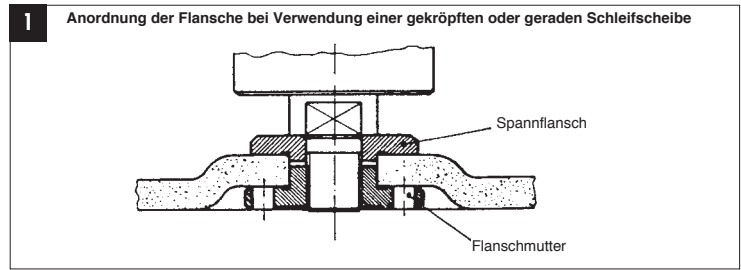 1
Anordnung der Flansche bei Verwendung einer gekröpften oder geraden Schleifscheibe
Spannflansch
Flanschmutter